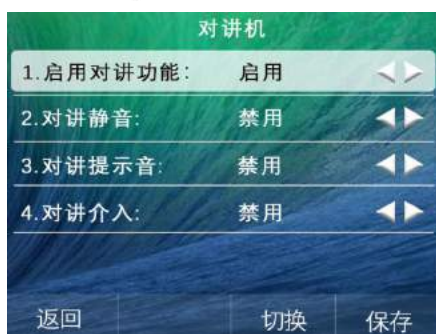 对讲机
1.启用对讲功能: 启用
2.对讲静音: 禁用
3.对讲提示音: 禁用
4.对讲介入: 禁用
返回 切换 保存